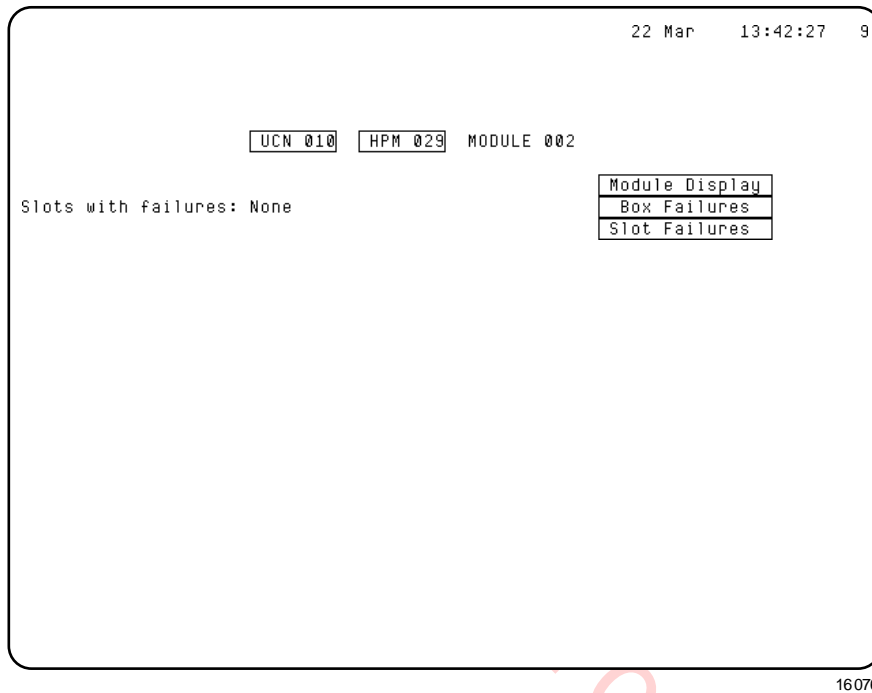 22 Mar 13:42:27 9
UCN 010 HPM 029 MODULE 002
Module Display
Slots with failures: None
Box Failures
Slot Failures